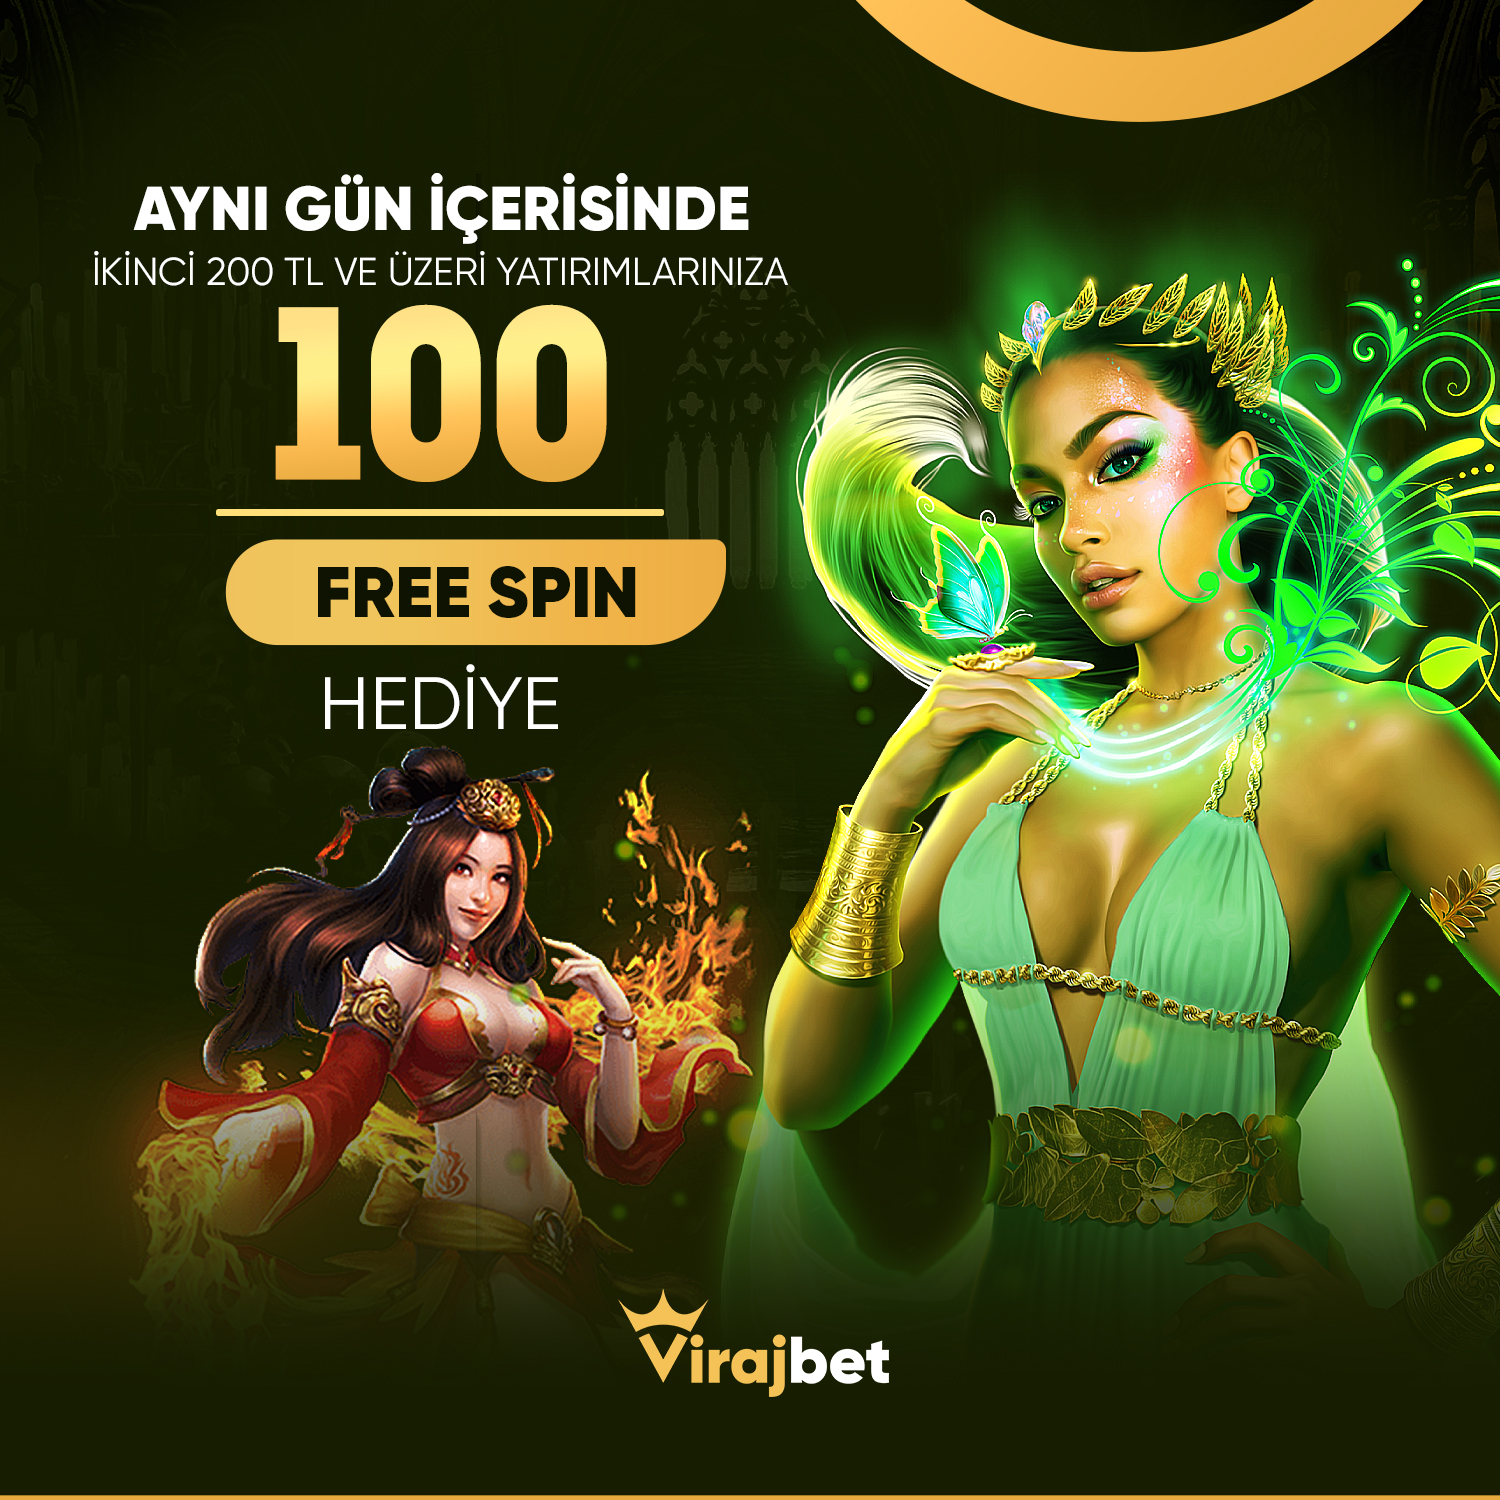 AYNI GÜN İÇERİSİNDE
İKİNCİ 200 TL VE ÜZERİ YATIRIMLARINIZA
100
FREE SPIN
HEDİYE
Virajbet